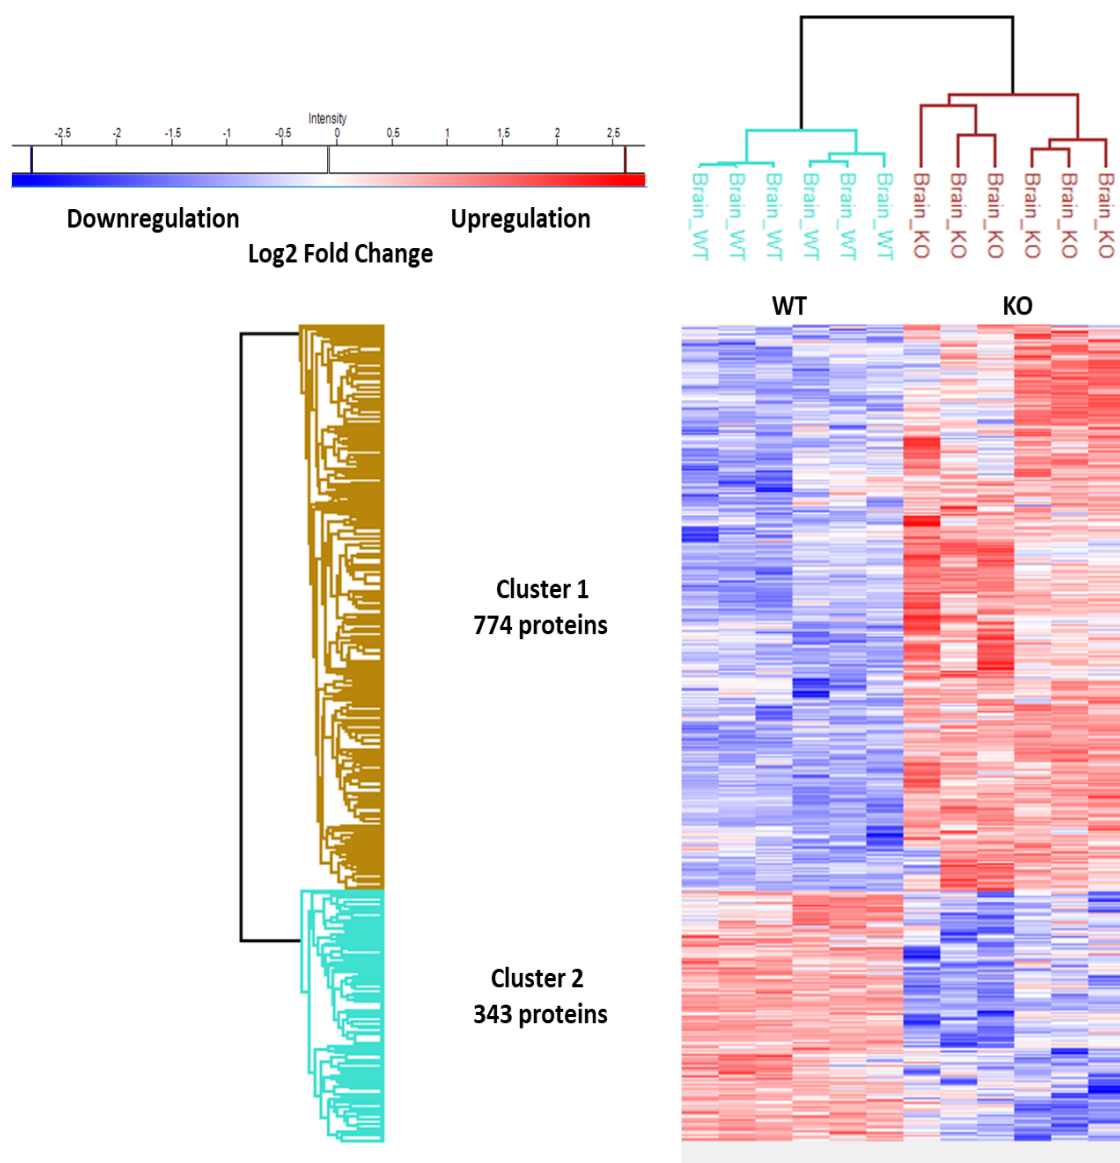 Intensity
-2.5 -2 -1.5 -1 -0.5 0 0.5 1 1.5 2 2.5
Downregulation Upregulation
Log2 Fold Change
Brain_WT Brain_WT Brain_WT Brain_WT Brain_WT Brain_WT Brain_KO Brain_KO Brain_KO Brain_KO Brain_KO Brain_KO
WT KO
Cluster 1
774 proteins
Cluster 2
343 proteins